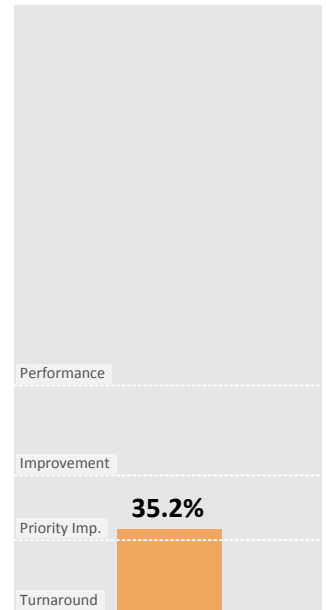 Performance
Improvement
35.2%
Priority Imp.
Turnaround